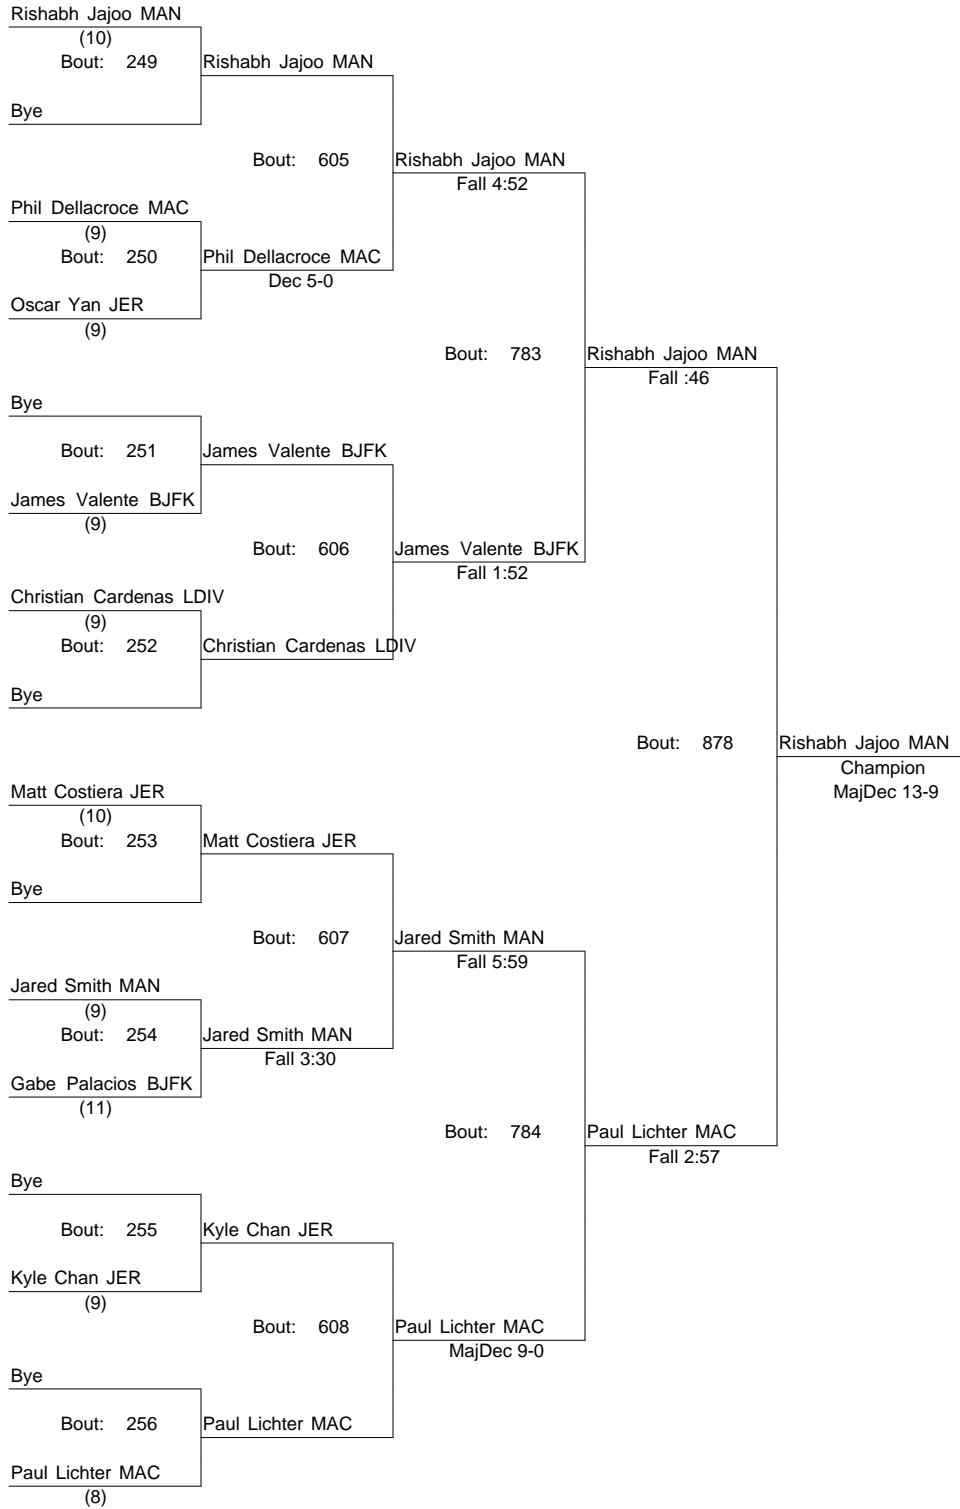 Rishabh Jajoo MAN
(10)
Bout: 249
Rishabh Jajoo MAN
Bye
Bout: 605
Rishabh Jajoo MAN
Fall 4:52
Phil Dellacroce MAC
(9)
Bout: 250
Phil Dellacroce MAC
Dec 5-0
Oscar Yan JER
(9)
Bout: 783
Rishabh Jajoo MAN
Fall :46
Bye
Bout: 251
James Valente BJFK
James Valente BJFK
(9)
Bout: 606
James Valente BJFK
Fall 1:52
Christian Cardenas LDIV
(9)
Bout: 252
Christian Cardenas LDIV
Bye
Bout: 878
Rishabh Jajoo MAN
Champion
MajDec 13-9
Matt Costiera JER
(10)
Bout: 253
Matt Costiera JER
Bye
Bout: 607
Jared Smith MAN
Fall 5:59
Jared Smith MAN
(9)
Bout: 254
Jared Smith MAN
Fall 3:30
Gabe Palacios BJFK
(11)
Bout: 784
Paul Lichter MAC
Fall 2:57
Bye
Bout: 255
Kyle Chan JER
Kyle Chan JER
(9)
Bout: 608
Paul Lichter MAC
MajDec 9-0
Bye
Bout: 256
Paul Lichter MAC
Paul Lichter MAC
(8)